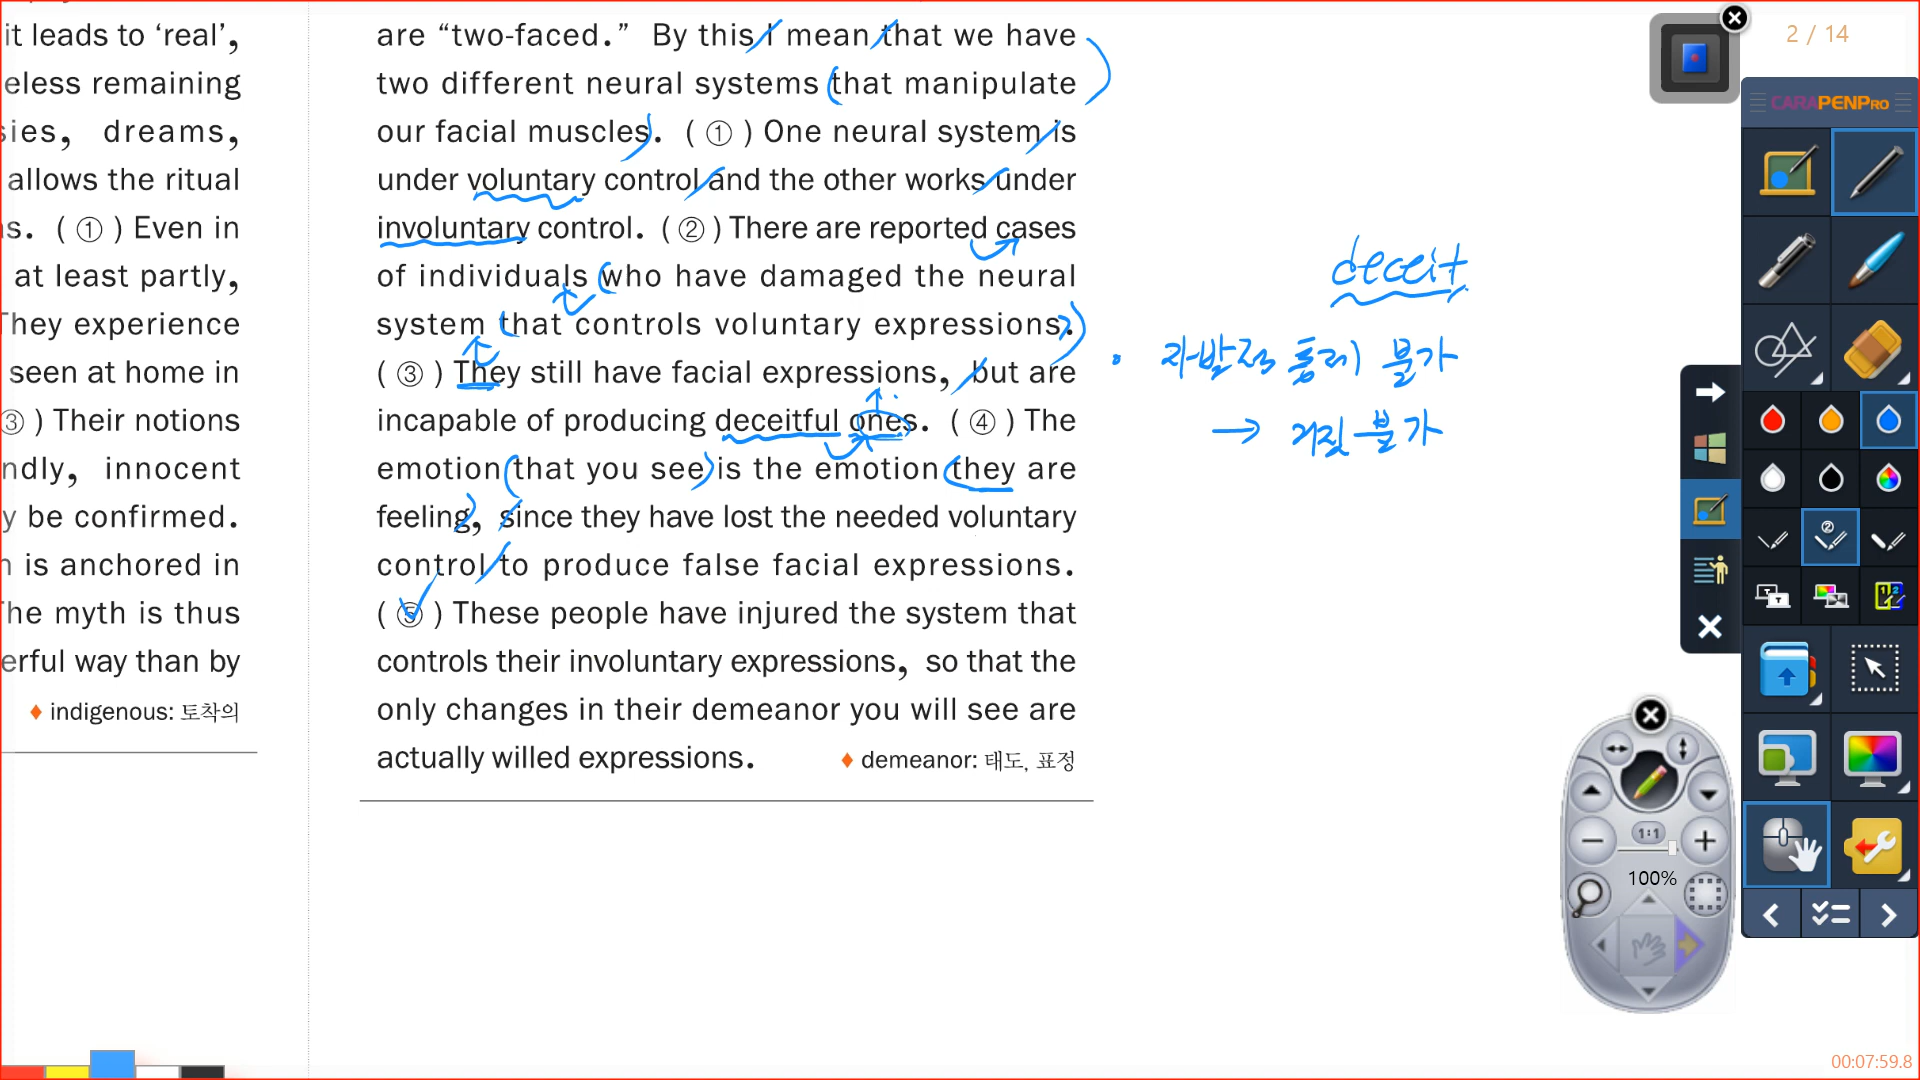 it leads to ‘real’,
eless remaining
sies, dreams,
allows the ritual
s. ( ① ) Even in
at least partly,
They experience
seen at home in
③ ) Their notions
ndly, innocent
y be confirmed.
n is anchored in
The myth is thus
erful way than by
♦ indigenous: 토착의
are “two-faced.” By this I mean that we have
two different neural systems that manipulate
our facial muscles. ( ① ) One neural system is
under voluntary control and the other works under
involuntary control. ( ② ) There are reported cases
of individuals who have damaged the neural
system that controls voluntary expressions.
( ③ ) They still have facial expressions, but are
incapable of producing deceitful ones. ( ④ ) The
emotion that you see is the emotion they are
feeling, since they have lost the needed voluntary
control to produce false facial expressions.
( ⑤ ) These people have injured the system that
controls their involuntary expressions, so that the
only changes in their demeanor you will see are
actually willed expressions.
♦ demeanor: 태도, 표정
deceit
· 자발적 통제 불가
→ 거짓 불가
2 / 14
CARAPENPRO
②
1:1
100%
00:07:59.8